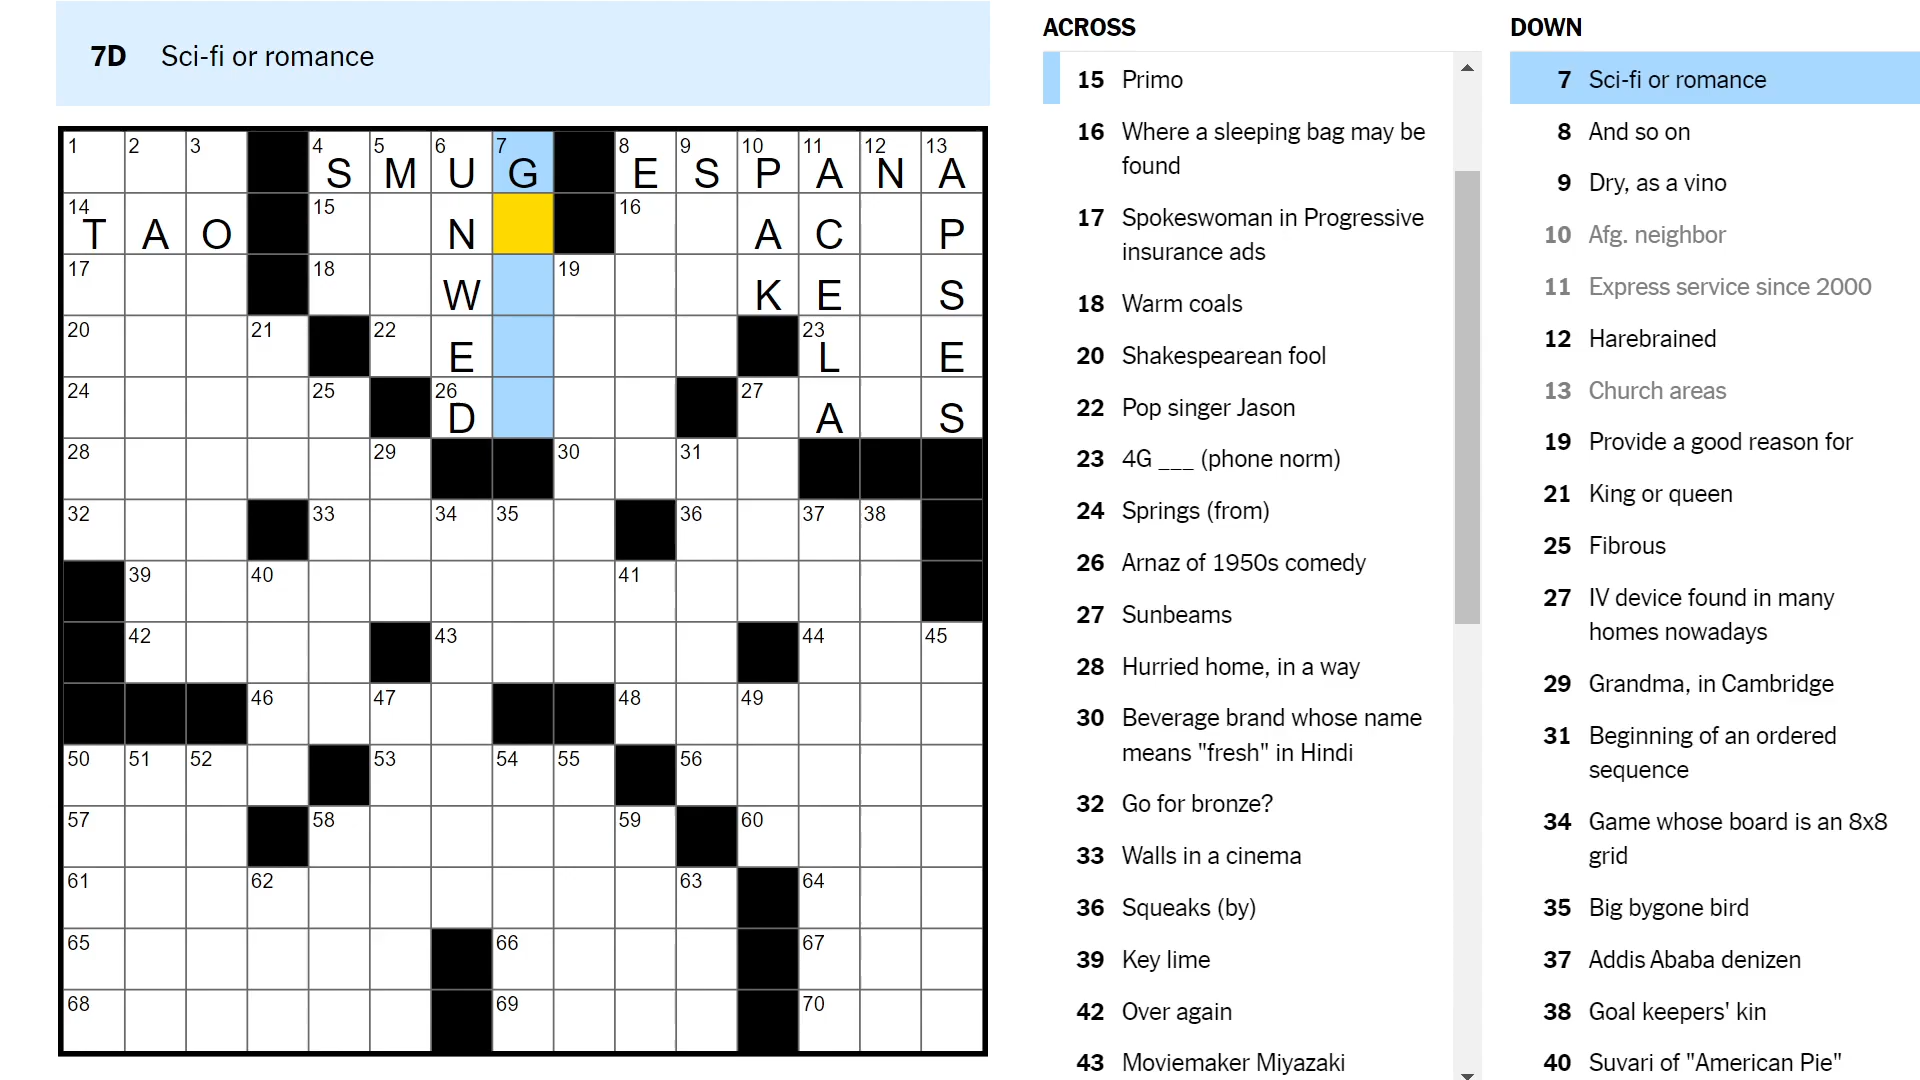 7D Sci-fi or romance
1 2 3 4 S 5 M 6 U 7 G 8 E 9 S 10 P 11 A 12 N 13 A
14 T A O 15 N 16 A C P
17 18 W 19 K E S
20 21 22 E 23 L E
24 25 26 D 27 A S
28 29 30 31
32 33 34 35 36 37 38
39 40 41
42 43 44 45
46 47 48 49
50 51 52 53 54 55 56
57 58 59 60
61 62 63 64
65 66 67
68 69 70
ACROSS
15 Primo
16 Where a sleeping bag may be
found
17 Spokeswoman in Progressive
insurance ads
18 Warm coals
20 Shakespearean fool
22 Pop singer Jason
23 4G ___ (phone norm)
24 Springs (from)
26 Arnaz of 1950s comedy
27 Sunbeams
28 Hurried home, in a way
30 Beverage brand whose name
means "fresh" in Hindi
32 Go for bronze?
33 Walls in a cinema
36 Squeaks (by)
39 Key lime
42 Over again
43 Moviemaker Miyazaki
DOWN
7 Sci-fi or romance
8 And so on
9 Dry, as a vino
10 Afg. neighbor
11 Express service since 2000
12 Harebrained
13 Church areas
19 Provide a good reason for
21 King or queen
25 Fibrous
27 IV device found in many
homes nowadays
29 Grandma, in Cambridge
31 Beginning of an ordered
sequence
34 Game whose board is an 8x8
grid
35 Big bygone bird
37 Addis Ababa denizen
38 Goal keepers' kin
40 Suvari of "American Pie"